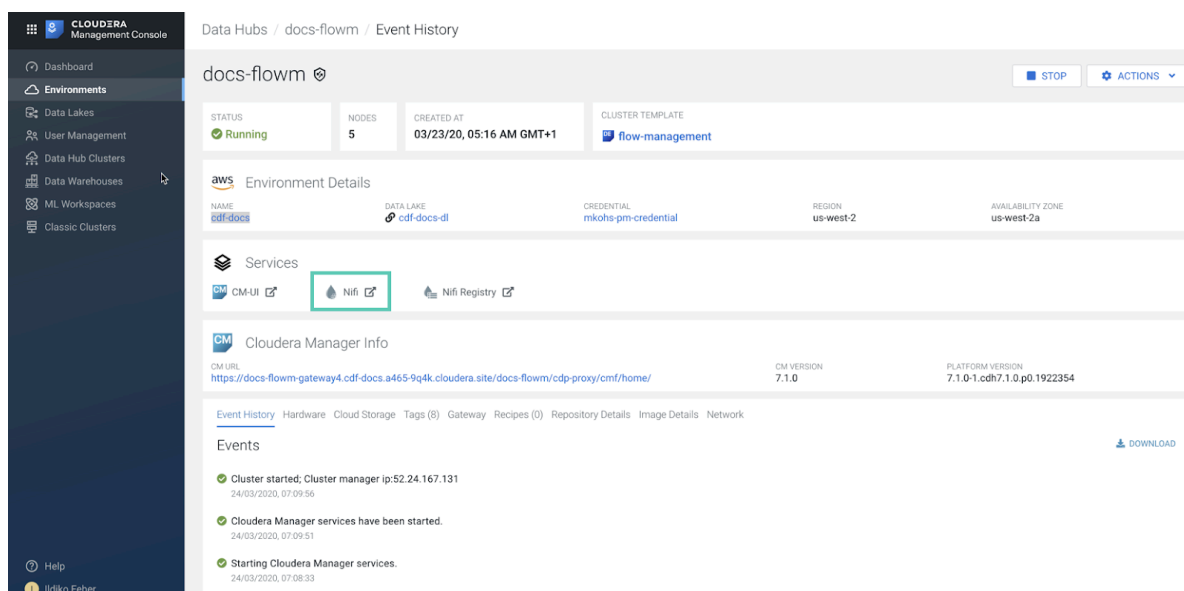 CLOUDERA
Management Console
Dashboard
Environments
Data Lakes
User Management
Data Hub Clusters
Data Warehouses
ML Workspaces
Classic Clusters
Help
Ildiko Feher
Data Hubs / docs-flowm / Event History
docs-flowm
STOP
ACTIONS
STATUS
Running
NODES
5
CREATED AT
03/23/20, 05:16 AM GMT+1
CLUSTER TEMPLATE
flow-management
aws Environment Details
NAME
cdf-docs
DATA LAKE
cdf-docs-dl
CREDENTIAL
mkohs-pm-credential
REGION
us-west-2
AVAILABILITY ZONE
us-west-2a
Services
CM CM-UI
Nifi
Nifi Registry
CM Cloudera Manager Info
CM URL
https://docs-flowm-gateway4.cdf-docs.a465-9q4k.cloudera.site/docs-flowm/cdp-proxy/cmf/home/
CM VERSION
7.1.0
PLATFORM VERSION
7.1.0-1.cdh7.1.0.p0.1922354
Event History Hardware Cloud Storage Tags (8) Gateway Recipes (0) Repository Details Image Details Network
Events
DOWNLOAD
Cluster started; Cluster manager ip:52.24.167.131
24/03/2020, 07:09:56
Cloudera Manager services have been started.
24/03/2020, 07:09:51
Starting Cloudera Manager services.
24/03/2020, 07:08:33